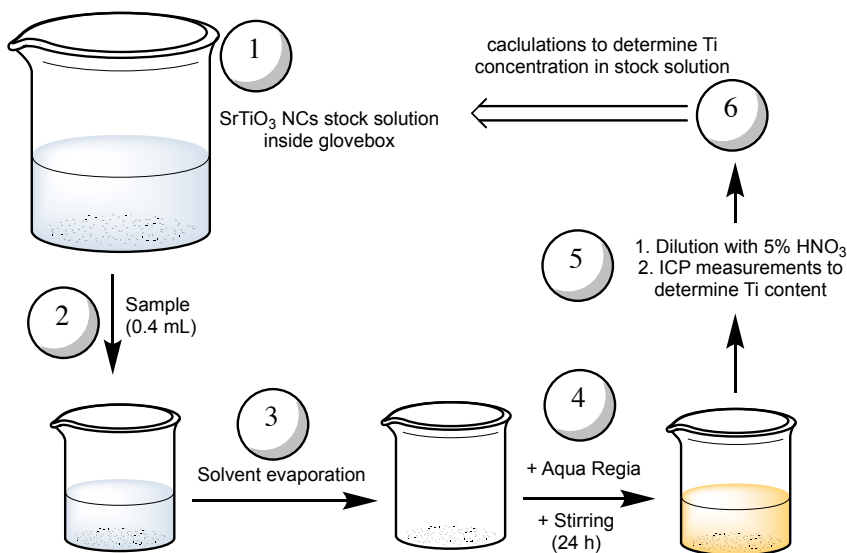 1
SrTiO₃ NCs stock solution
inside glovebox
2
Sample
(0.4 mL)
3
Solvent evaporation
4
+ Aqua Regia
+ Stirring
(24 h)
5
1. Dilution with 5% HNO₃
2. ICP measurements to
determine Ti content
6
caclulations to determine Ti
concentration in stock solution